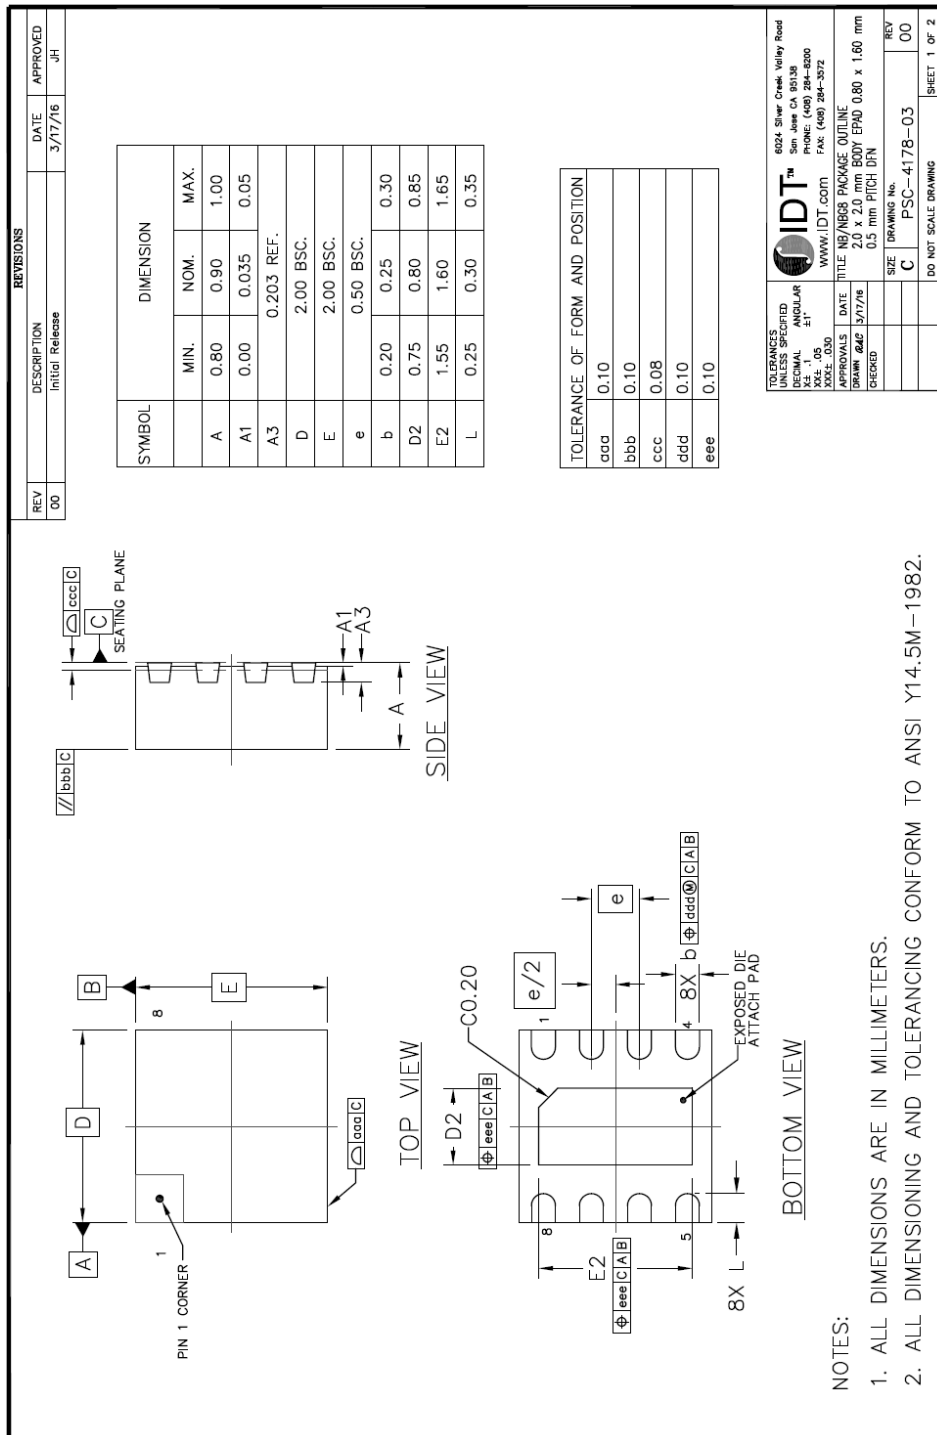 REVISIONS
REV DESCRIPTION DATE APPROVED
00 Initial Release 3/17/16 JH
// bbb C
ccc C
C
SEATING PLANE
A1
A3
A
SIDE VIEW
SYMBOL DIMENSION
MIN. NOM. MAX.
A 0.80 0.90 1.00
A1 0.00 0.035 0.05
A3 0.203 REF.
D 2.00 BSC.
E 2.00 BSC.
e 0.50 BSC.
b 0.20 0.25 0.30
D2 0.75 0.80 0.85
E2 1.55 1.60 1.65
L 0.25 0.30 0.35
A
D
B
E
1
8
PIN 1 CORNER
aaa C
TOP VIEW
D2
⌖ eee C A B
C0.20
e/2
e
8X b
⌖ ddd Ⓜ C A B
1
4
8
5
EXPOSED DIE
ATTACH PAD
E2
⌖ eee C A B
8X L
BOTTOM VIEW
TOLERANCE OF FORM AND POSITION
aaa 0.10
bbb 0.10
ccc 0.08
ddd 0.10
eee 0.10
NOTES:
1. ALL DIMENSIONS ARE IN MILLIMETERS.
2. ALL DIMENSIONING AND TOLERANCING CONFORM TO ANSI Y14.5M-1982.
TOLERANCES
UNLESS SPECIFIED
DECIMAL ANGULAR
X± .1 ±1°
XX± .05
XXX± .030
APPROVALS DATE
DRAWN RAC 3/17/16
CHECKED
IDT™
www.IDT.com
6024 Silver Creek Valley Road
San Jose CA 95138
PHONE: (408) 284-8200
FAX: (408) 284-3572
TITLE NB/NBG8 PACKAGE OUTLINE
2.0 x 2.0 mm BODY EPAD 0.80 x 1.60 mm
0.5 mm PITCH DFN
SIZE DRAWING No. REV
C PSC-4178-03 00
DO NOT SCALE DRAWING SHEET 1 OF 2